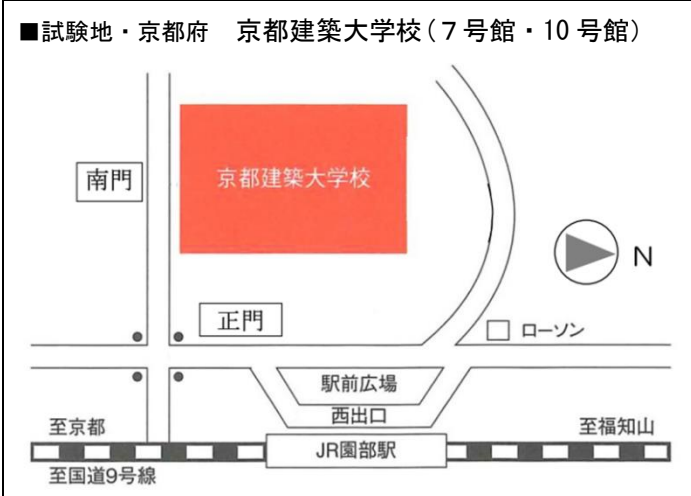 ■試験地・京都府　京都建築大学校（７号館・10号館）
南門
京都建築大学校
N
正門
ローソン
駅前広場
西出口
至京都
至福知山
JR園部駅
至国道9号線